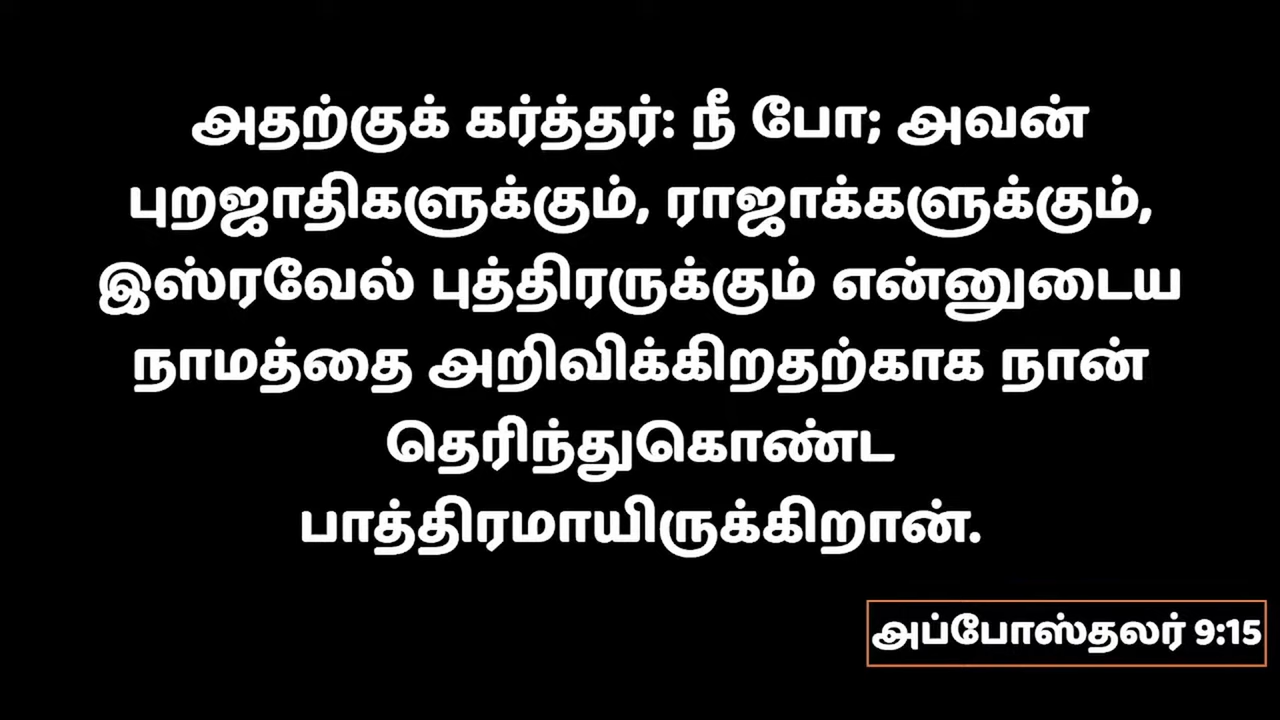 அதற்குக் கர்த்தர்: நீ போ; அவன்
புறஜாதிகளுக்கும், ராஜாக்களுக்கும்,
இஸ்ரவேல் புத்திரருக்கும் என்னுடைய
நாமத்தை அறிவிக்கிறதற்காக நான்
தெரிந்துகொண்ட
பாத்திரமாயிருக்கிறான்.
அப்போஸ்தலர் 9:15